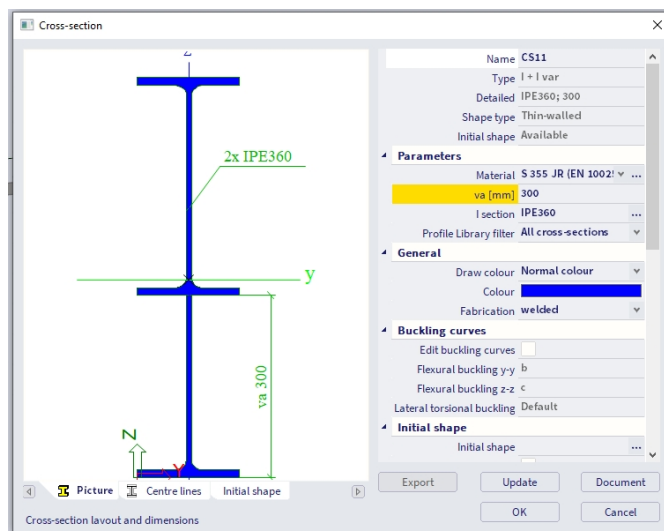 Cross-section
z
2x IPE360
y
va 300
Z
Y
Picture
Centre lines
Initial shape
Cross-section layout and dimensions
Name CS11
Type I + I var
Detailed IPE360; 300
Shape type Thin-walled
Initial shape Available
Parameters
Material S 355 JR (EN 1002! ...
va [mm] 300
I section IPE360 ...
Profile Library filter All cross-sections
General
Draw colour Normal colour
Colour
Fabrication welded
Buckling curves
Edit buckling curves
Flexural buckling y-y b
Flexural buckling z-z c
Lateral torsional buckling Default
Initial shape
Initial shape ...
Export Update Document
OK Cancel